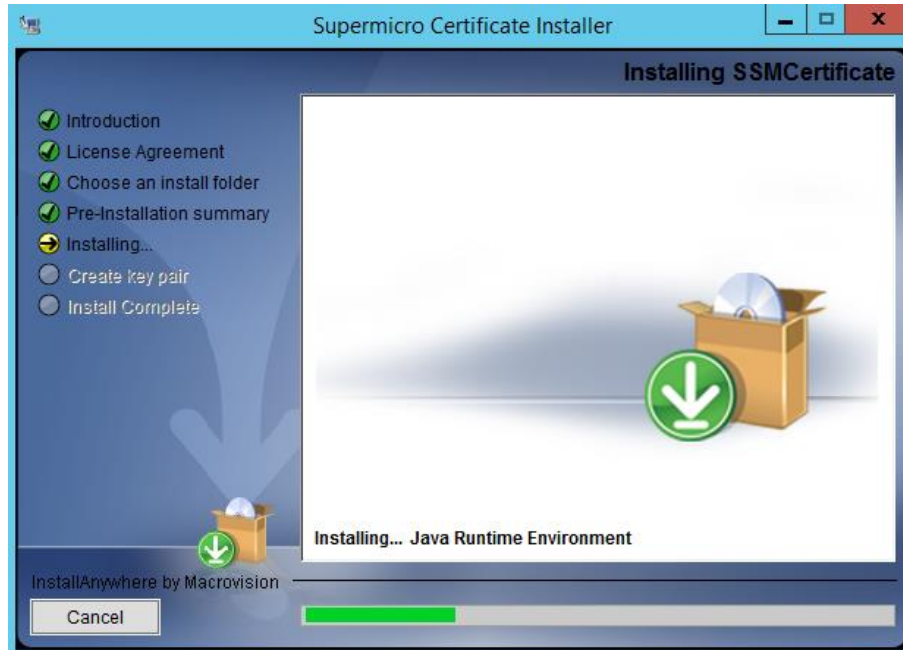 Supermicro Certificate Installer
Installing SSMCertificate
Introduction
License Agreement
Choose an install folder
Pre-Installation summary
Installing...
Create key pair
Install Complete
Installing... Java Runtime Environment
InstallAnywhere by Macrovision
Cancel